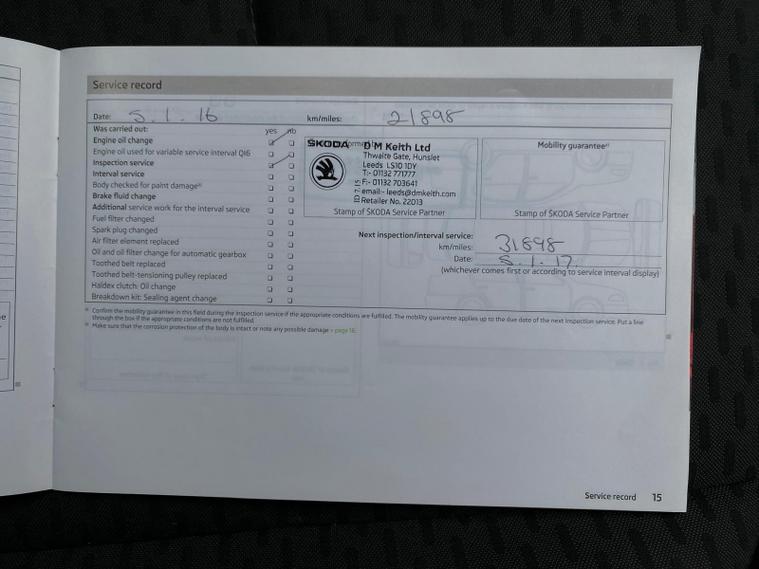 Service record
Date: 5.1.16 km/miles: 21898
Was carried out: yes no
Engine oil change
Engine oil used for variable service interval QI6
Inspection service
Interval service
Body checked for paint damage²⁾
Brake fluid change
Additional service work for the interval service
Fuel filter changed
Spark plug changed
Air filter element replaced
Oil and oil filter change for automatic gearbox
Toothed belt replaced
Toothed belt-tensioning pulley replaced
Haldex clutch: Oil change
Breakdown kit: Sealing agent change
ŠKODA D M Keith Ltd
Thwaite Gate, Hunslet
Leeds LS10 1DY
T:- 01132 771777
F:- 01132 703641
email:- leeds@dmkeith.com
Retailer No. 22013
Stamp of ŠKODA Service Partner
Mobility guarantee¹⁾
Stamp of ŠKODA Service Partner
Next inspection/interval service:
km/miles: 31898
Date: 5.1.17.
(whichever comes first or according to service interval display)
¹⁾ Confirm the mobility guarantee in this field during the inspection service if the appropriate conditions are fulfilled. The mobility guarantee applies up to the due date of the next inspection service. Put a line
through the box if the appropriate conditions are not fulfilled.
²⁾ Make sure that the corrosion protection of the body is intact or note any possible damage » page 16.
Service record 15